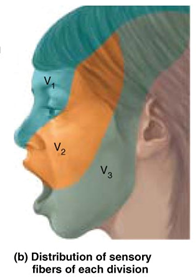 V1
V2
V3
(b) Distribution of sensory
fibers of each division